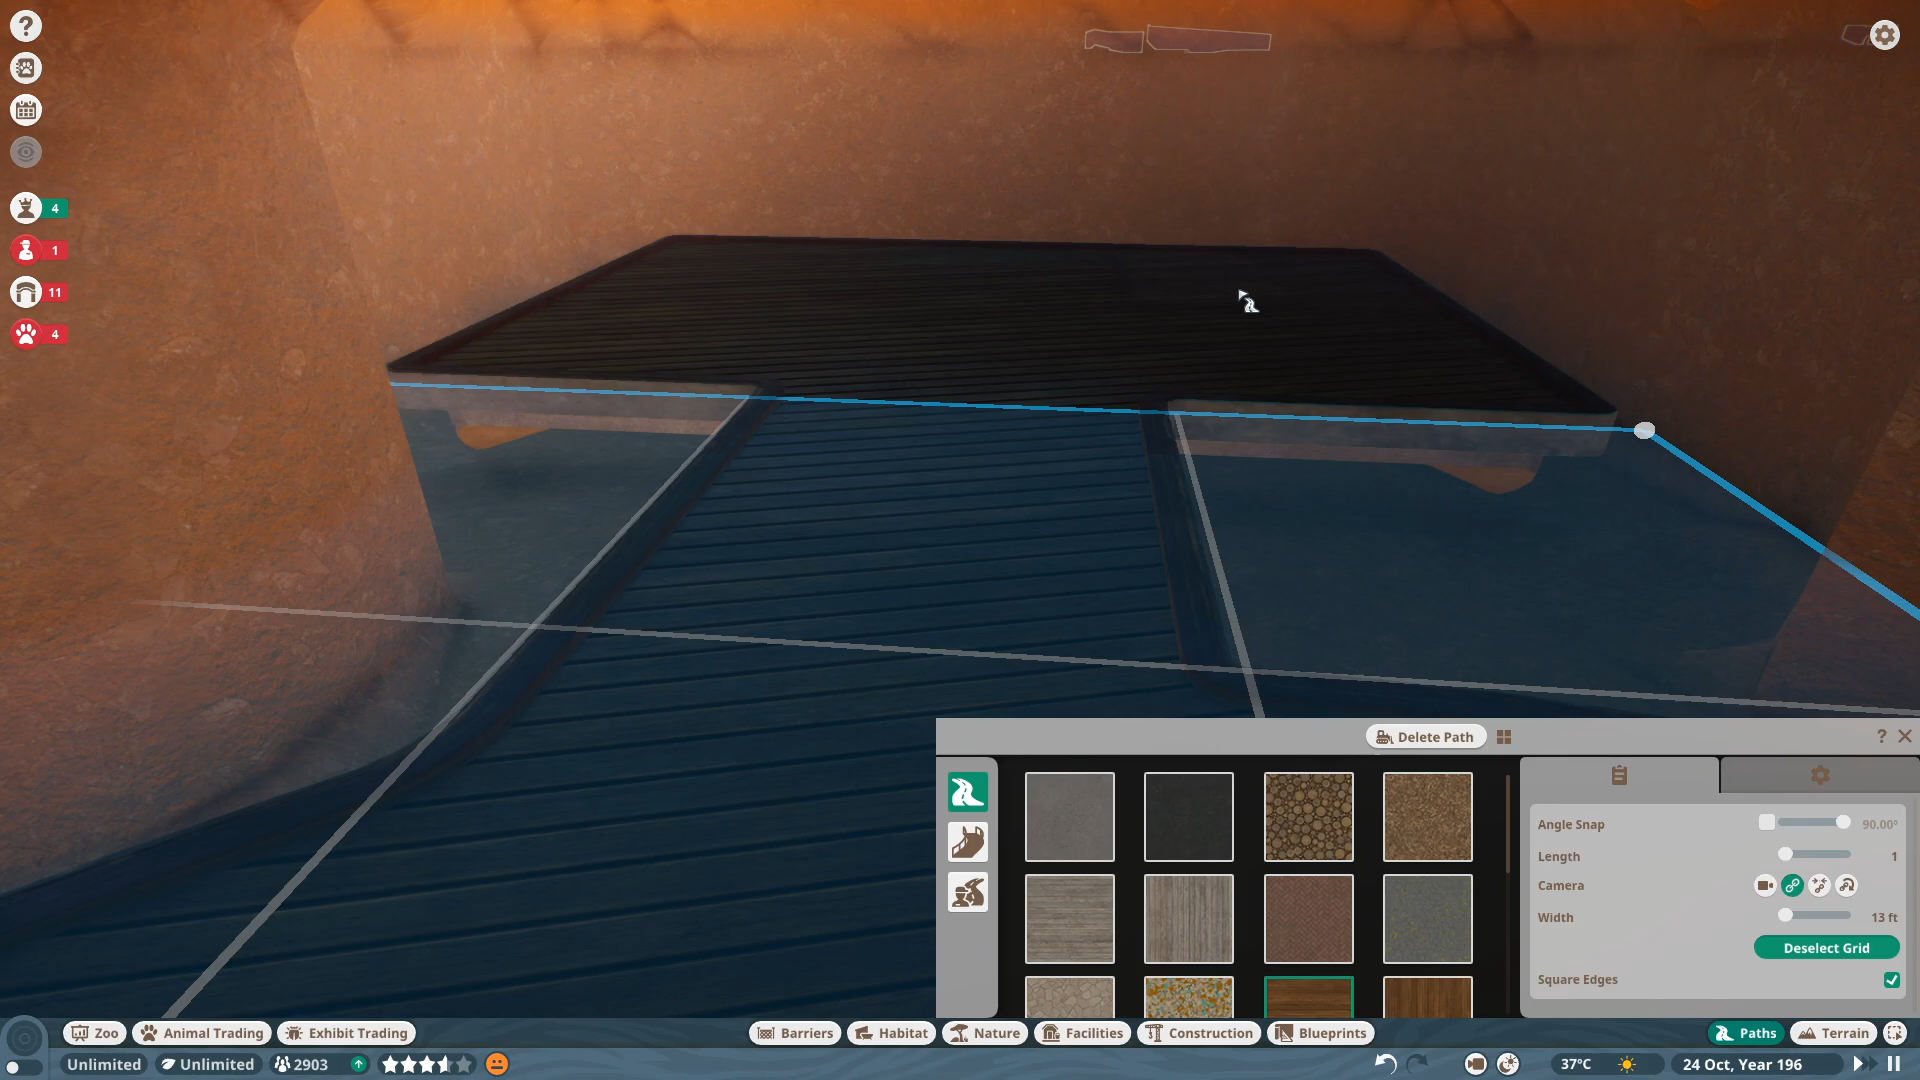 ?
4
1
11
4
Delete Path
?
Angle Snap 90.00°
Length 1
Camera
Width 13 ft
Deselect Grid
Square Edges
Zoo Animal Trading Exhibit Trading Barriers Habitat Nature Facilities Construction Blueprints Paths Terrain
Unlimited Unlimited 2903 37°C 24 Oct, Year 196